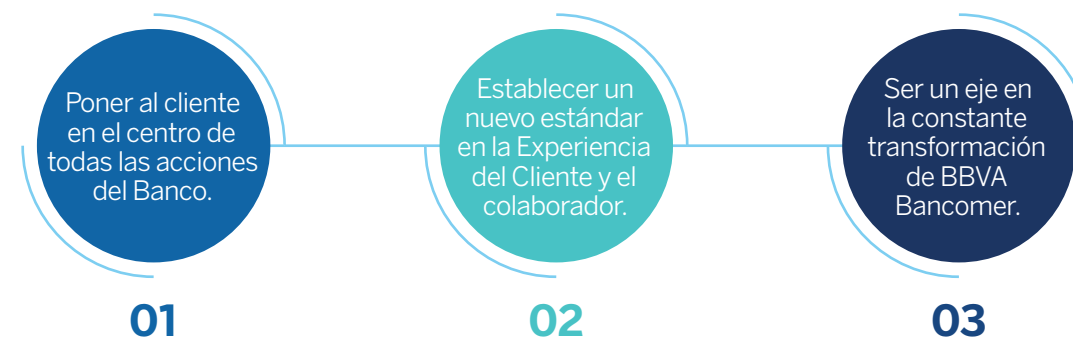 Poner al cliente
en el centro de
todas las acciones
del Banco.
01
Establecer un
nuevo estándar
en la Experiencia
del Cliente y el
colaborador.
02
Ser un eje en
la constante
transformación
de BBVA
Bancomer.
03